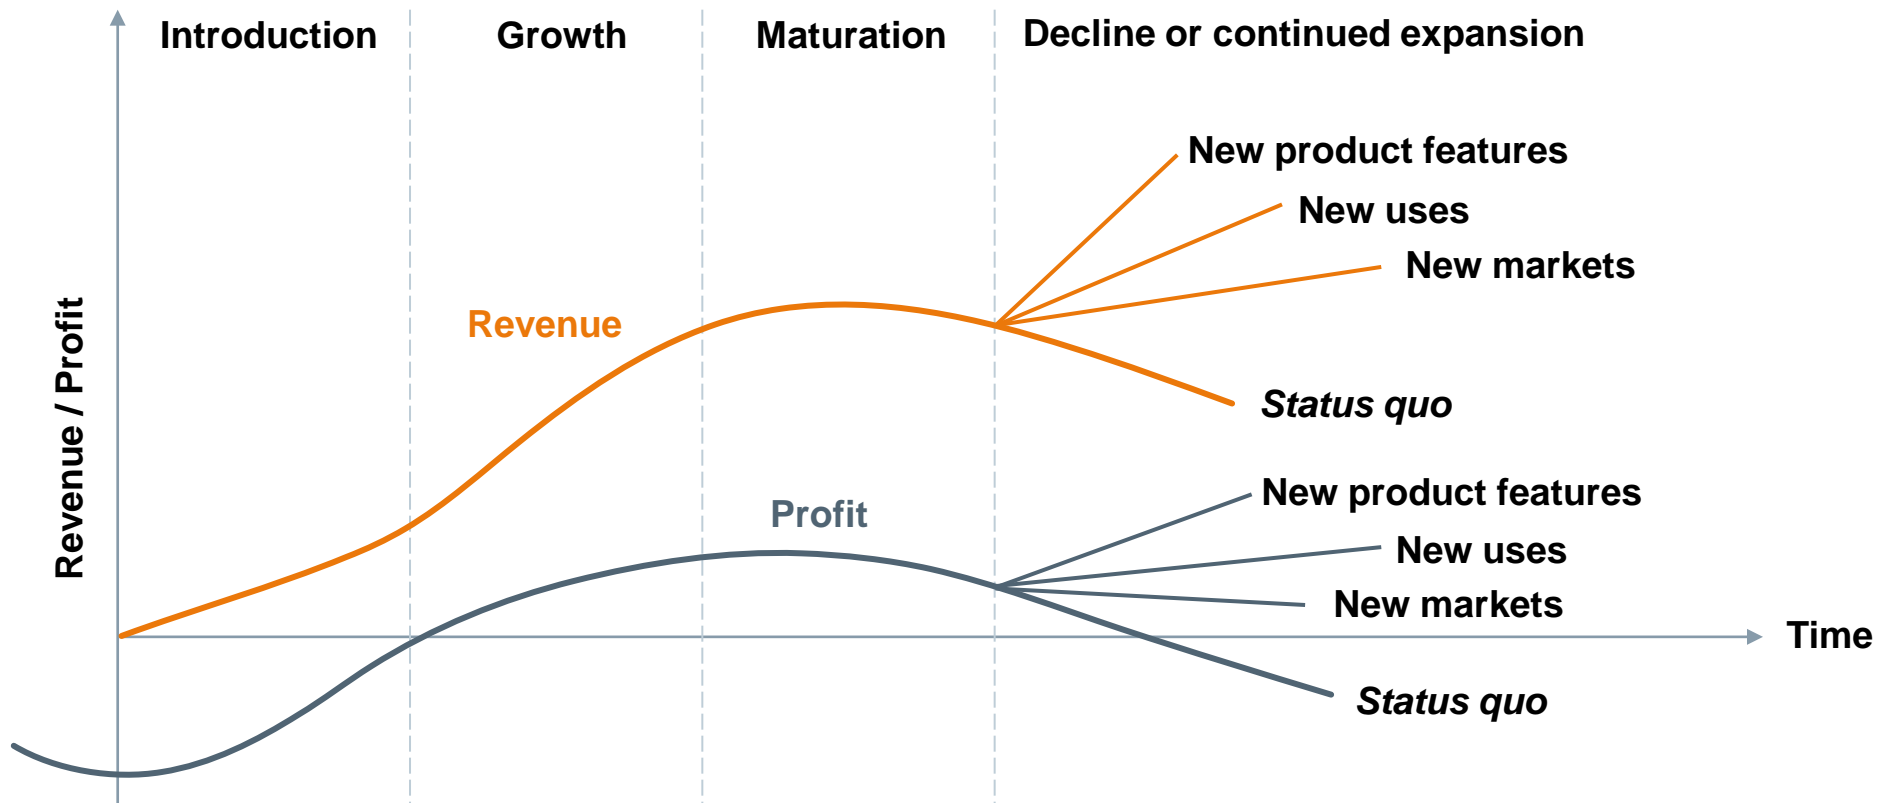 Introduction
Growth
Maturation
Decline or continued expansion
New product features
New uses
New markets
Revenue
Status quo
Revenue / Profit
Profit
New product features
New uses
New markets
Time
Status quo